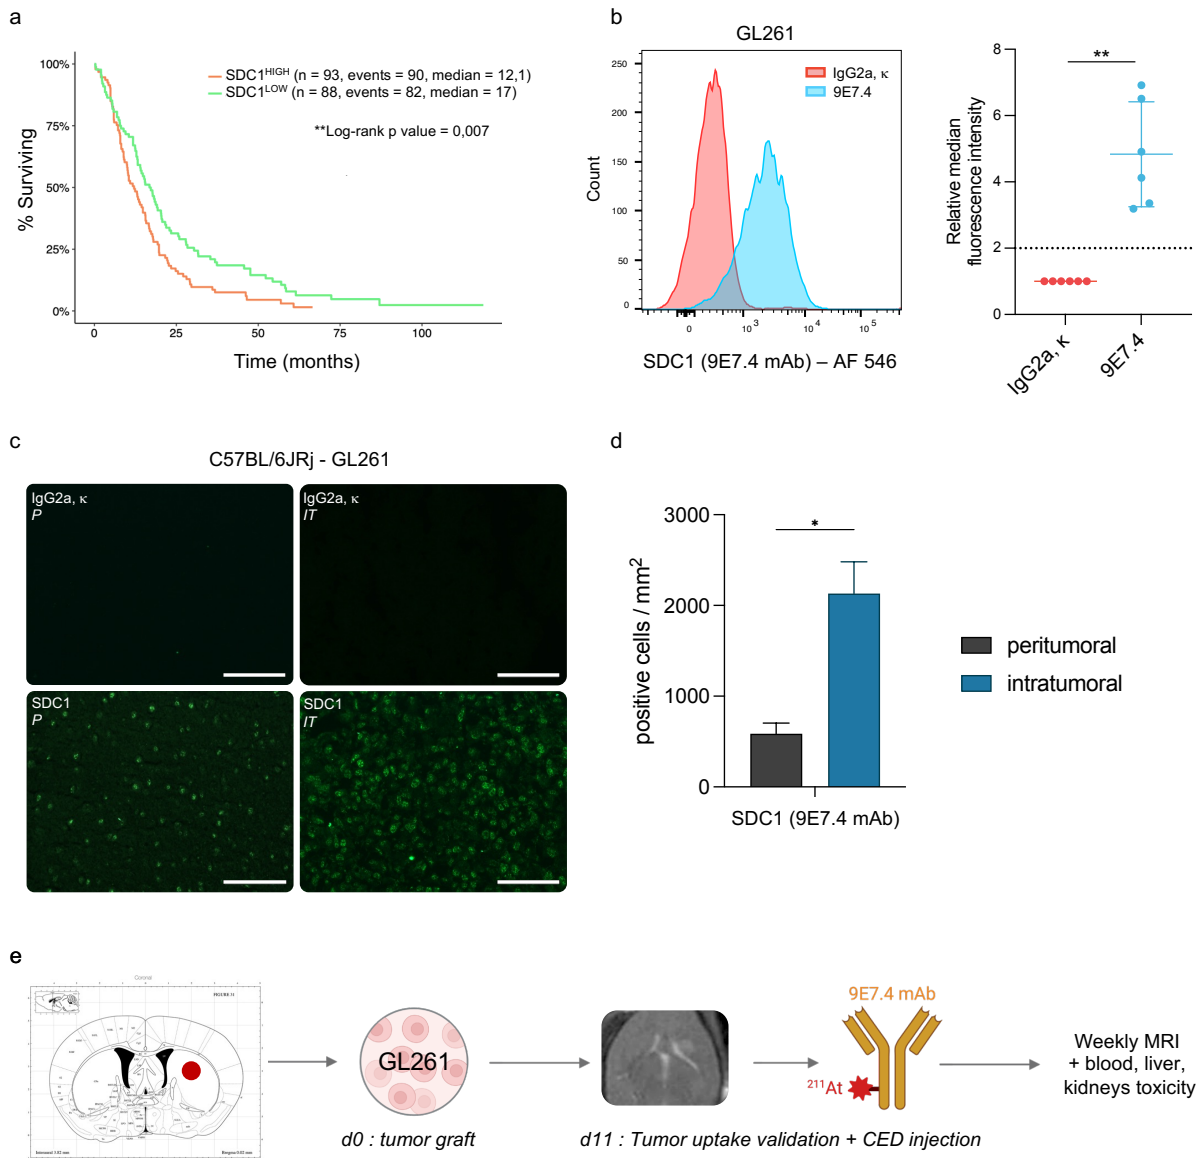 a
SDC1HIGH (n = 93, events = 90, median = 12,1)
SDC1LOW (n = 88, events = 82, median = 17)
**Log-rank p value = 0,007
% Surviving
100%
75%
50%
25%
0%
0 25 50 75 100
Time (months)
b
GL261
IgG2a, κ
9E7.4
Count
250
200
150
100
50
0
0 10³ 10⁴ 10⁵
SDC1 (9E7.4 mAb) – AF 546
**
Relative median
fluorescence intensity
8
6
4
2
0
IgG2a, κ
9E7.4
c
C57BL/6JRj - GL261
IgG2a, κ
P
IgG2a, κ
IT
SDC1
P
SDC1
IT
d
*
positive cells / mm²
3000
2000
1000
0
SDC1 (9E7.4 mAb)
peritumoral
intratumoral
e
Coronal
FIGURE 31
GL261
d0 : tumor graft
d11 : Tumor uptake validation + CED injection
9E7.4 mAb
²¹¹At
Weekly MRI
+ blood, liver,
kidneys toxicity